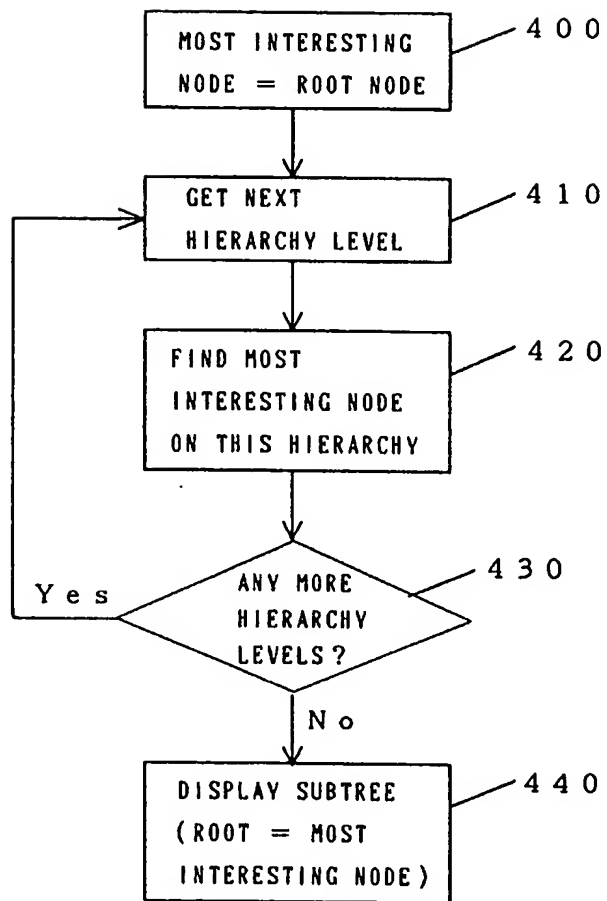 MOST INTERESTING
NODE = ROOT NODE
400
GET NEXT
HIERARCHY LEVEL
410
FIND MOST
INTERESTING NODE
ON THIS HIERARCHY
420
ANY MORE
HIERARCHY
LEVELS?
430
Yes
No
DISPLAY SUBTREE
(ROOT = MOST
INTERESTING NODE)
440